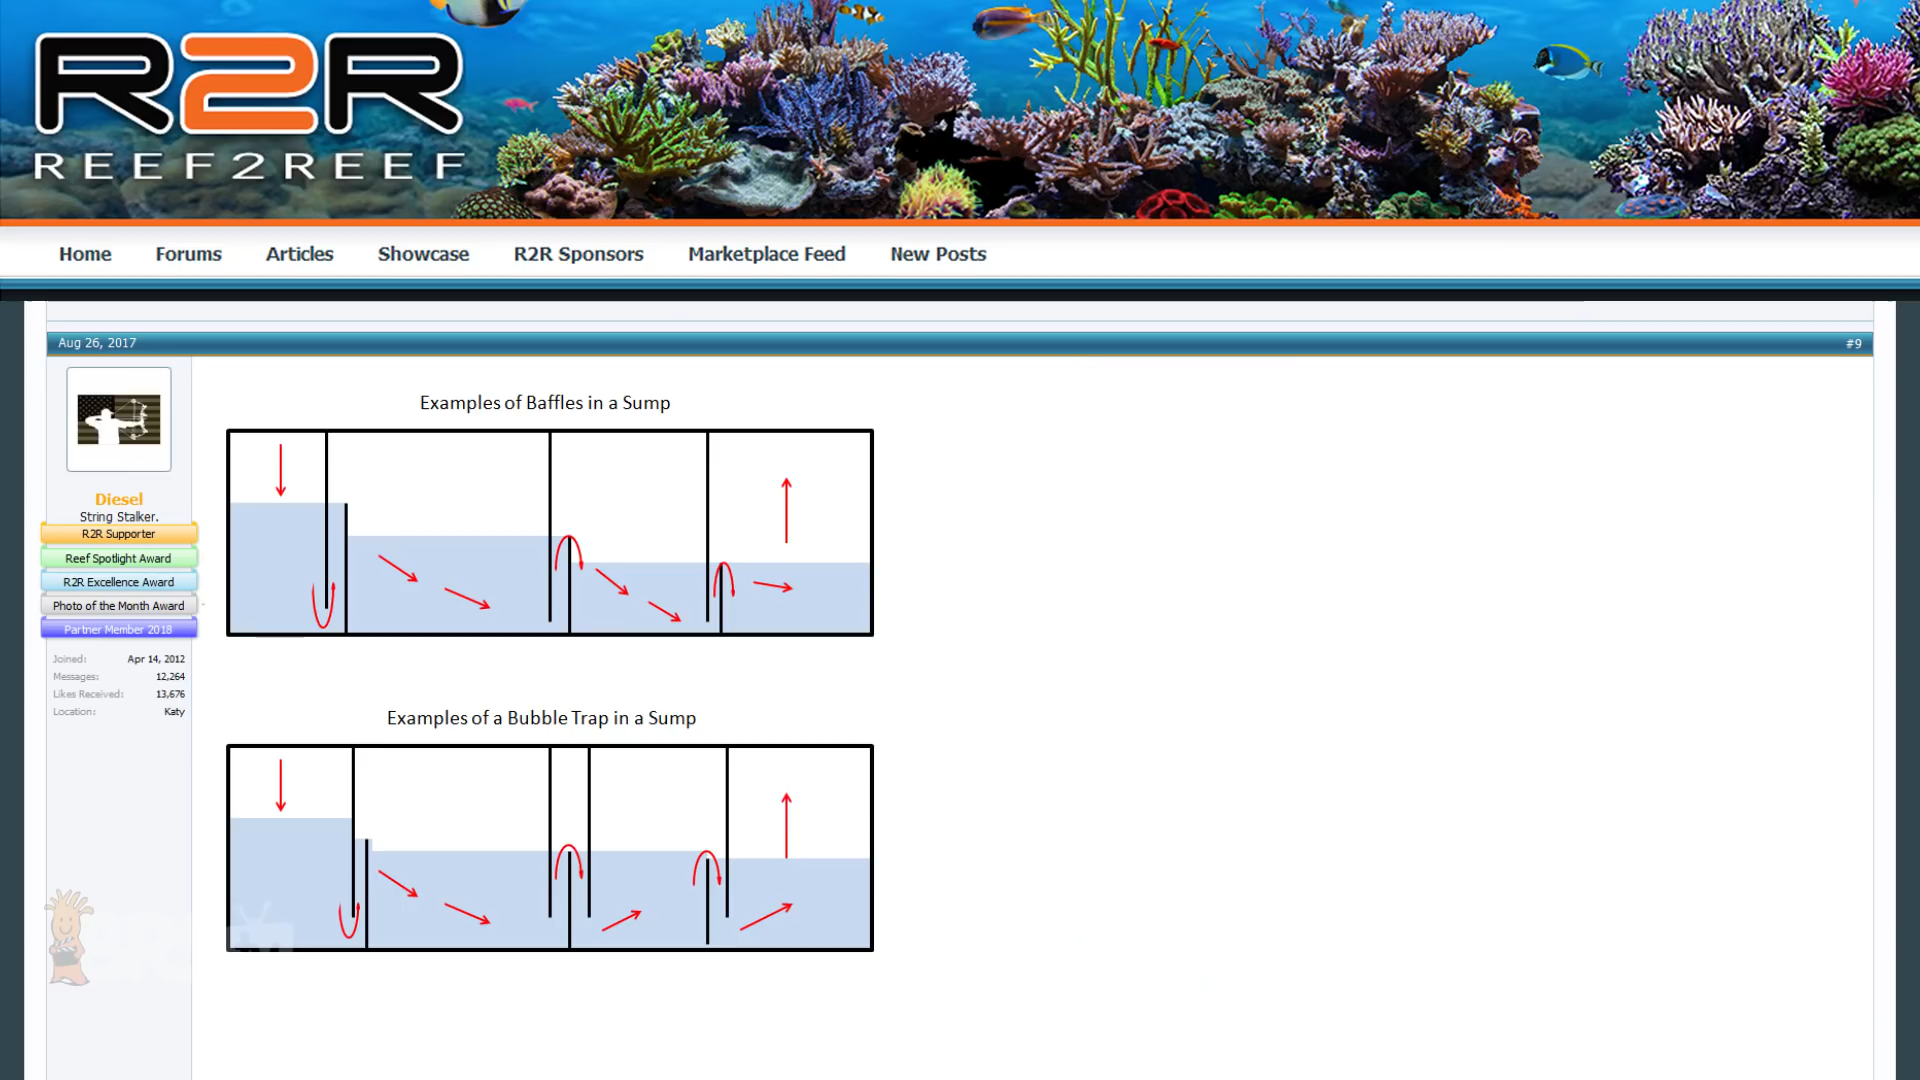 R2R
REEF2REEF
Home Forums Articles Showcase R2R Sponsors Marketplace Feed New Posts
Aug 26, 2017 #9
Diesel
String Stalker.
R2R Supporter
Reef Spotlight Award
R2R Excellence Award
Photo of the Month Award
Partner Member 2018
Joined: Apr 14, 2012
Messages: 12,264
Likes Received: 13,676
Location: Katy
Examples of Baffles in a Sump
Examples of a Bubble Trap in a Sump